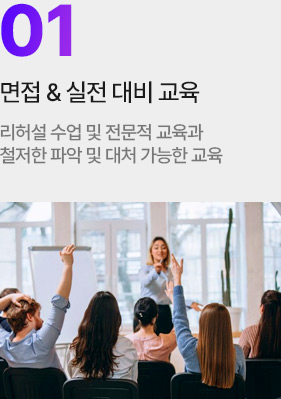 01
면접 & 실전 대비 교육
리허설 수업 및 전문적 교육과
철저한 파악 및 대처 가능한 교육